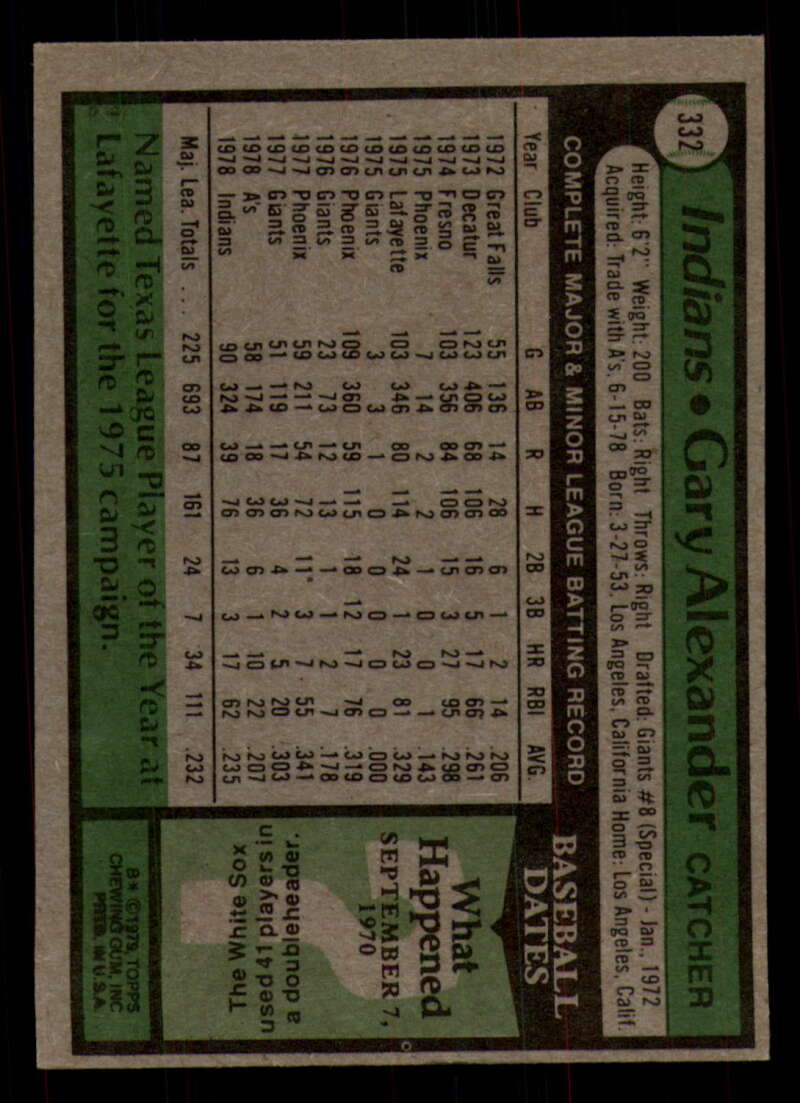 332
Indians • Gary Alexander CATCHER
Height: 6'2" Weight: 200 Bats: Right Throws: Right Drafted: Giants #8 (Special) - Jan., 1972
Acquired: Trade with A's, 6-15-78 Born: 3-27-53, Los Angeles, California Home: Los Angeles, Calif.
COMPLETE MAJOR & MINOR LEAGUE BATTING RECORD
Year Club G AB R H 2B 3B HR RBI AVG.
1972 Great Falls 55 136 14 28 6 1 2 14 .206
1973 Decatur 123 406 68 106 16 5 17 66 .261
1974 Fresno 103 356 84 106 15 3 27 95 .298
1975 Phoenix 7 14 2 2 1 0 0 1 .143
1975 Lafayette 103 346 80 114 24 1 23 81 .329
1975 Giants 3 3 1 0 0 0 0 0 .000
1976 Phoenix 109 360 59 115 18 12 17 76 .319
1976 Giants 23 73 12 13 1 1 2 7 .178
1977 Phoenix 59 211 54 72 11 3 7 55 .341
1977 Giants 51 119 17 36 4 2 5 20 .303
1978 A's 58 174 18 36 6 1 10 22 .207
1978 Indians 90 324 39 76 13 3 17 62 .235
Maj. Lea. Totals ... 225 693 87 161 24 7 34 111 .232
Named Texas League Player of the Year at
Lafayette for the 1975 campaign.
BASEBALL
DATES
What
Happened
SEPTEMBER 7,
1970
The White Sox
used 41 players in
a doubleheader.
B* © 1979 TOPPS
CHEWING GUM, INC
PRTD. IN U.S.A.